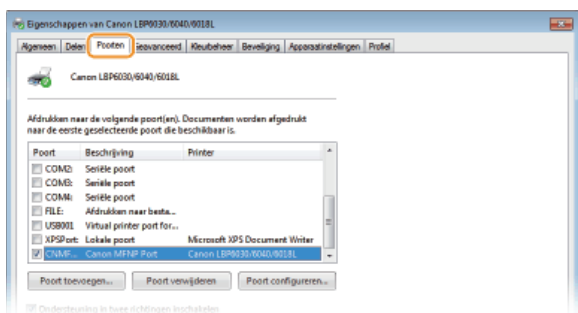 Eigenschappen van Canon LBP6030/6040/6018L
Algemeen Delen Poorten Geavanceerd Kleurbeheer Beveiliging Apparaatinstellingen Profiel
Canon LBP6030/6040/6018L
Afdrukken naar de volgende poort(en). Documenten worden afgedrukt
naar de eerste geselecteerde poort die beschikbaar is.
Poort Beschrijving Printer
COM2: Seriële poort
COM3: Seriële poort
COM4: Seriële poort
FILE: Afdrukken naar besta...
USB001 Virtual printer port for...
XPSPort: Lokale poort Microsoft XPS Document Writer
CNMF... Canon MFNP Port Canon LBP6030/6040/6018L
Poort toevoegen... Poort verwijderen Poort configureren...
Ondersteuning in twee richtingen inschakelen